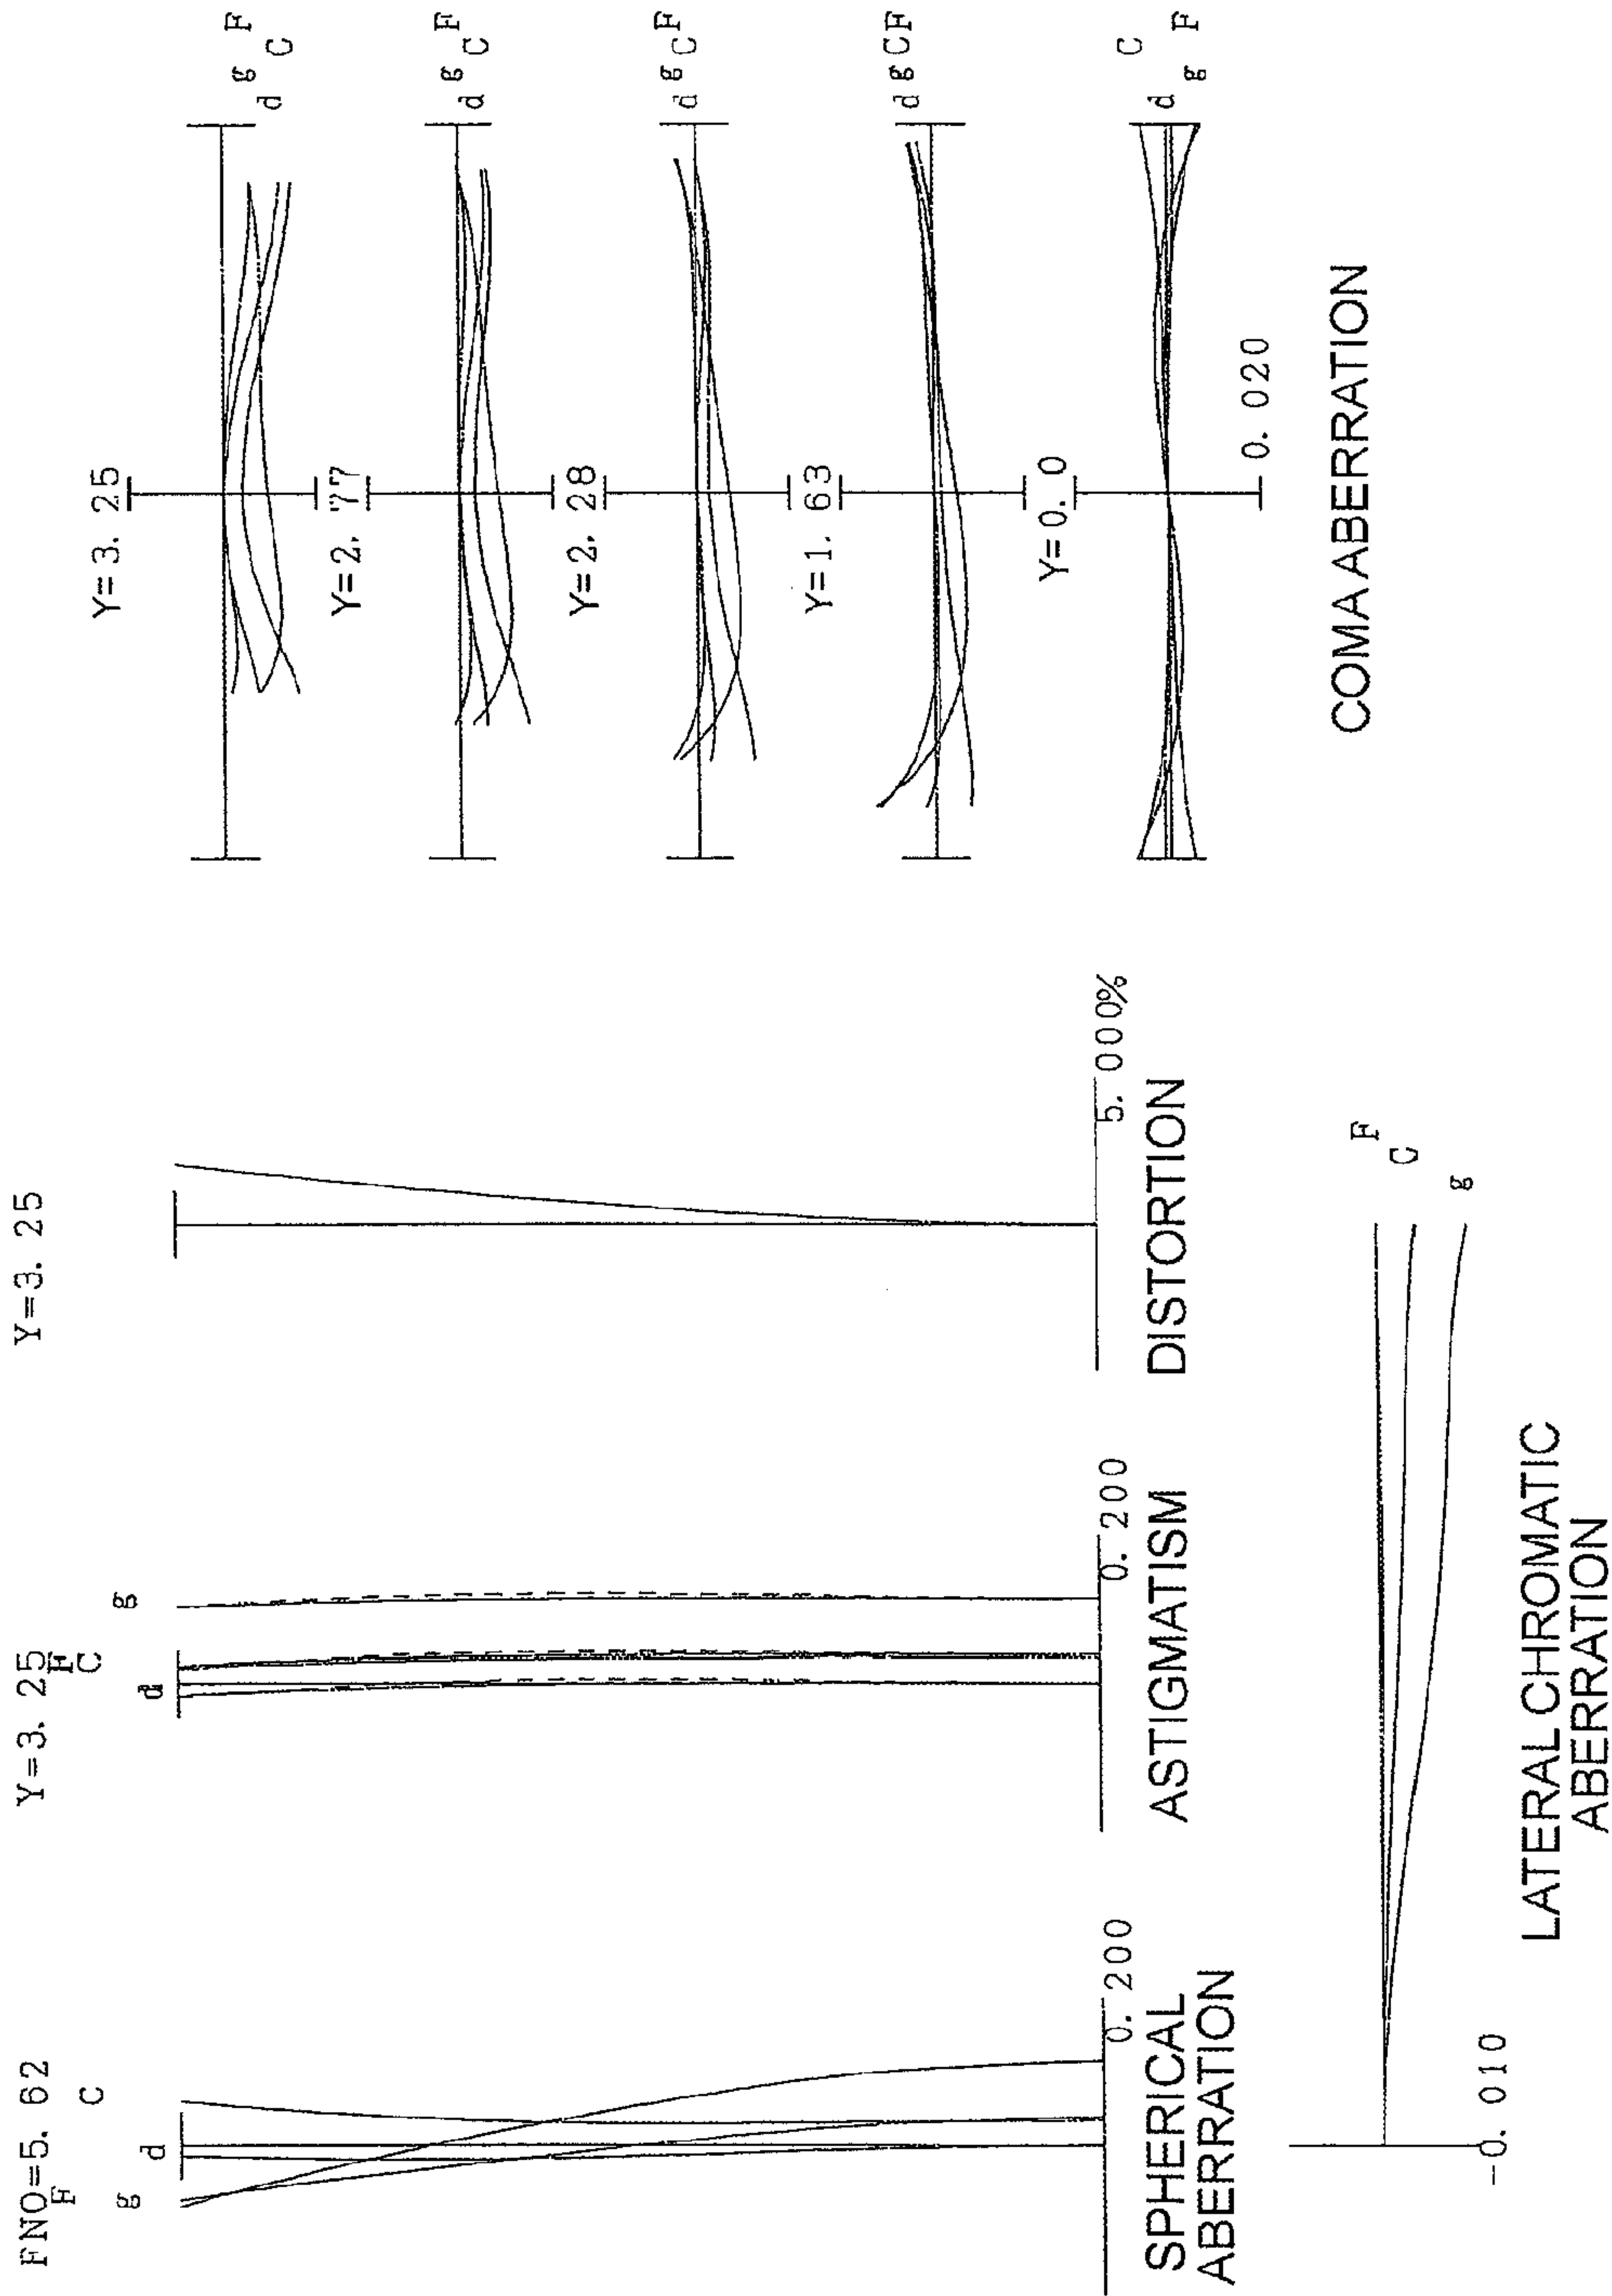 FNO=5. 62
F
g
d
C
0. 200
SPHERICAL
ABERRATION
Y=3. 25
F
C
d
g
0. 200
ASTIGMATISM
Y=3. 25
5. 000%
DISTORTION
Y=3. 25
g
F
d
C
Y=2. 77
g
F
d
C
Y=2. 28
d
g
C
F
Y=1. 63
d
g
C
F
Y=0. 0
C
d
g
F
0. 020
COMA ABERRATION
F
C
g
-0. 010
LATERAL CHROMATIC
ABERRATION